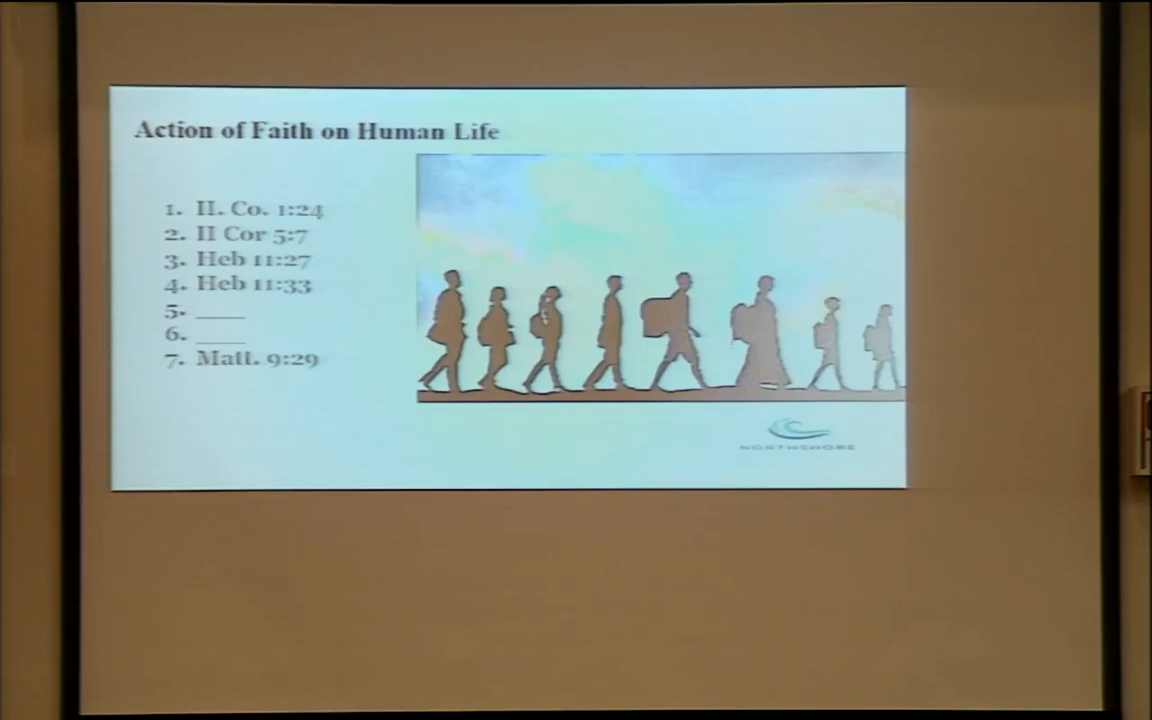 Action of Faith on Human Life
1. II. Co. 1:24
2. II Cor 5:7
3. Heb 11:27
4. Heb 11:33
5. ____
6. ____
7. Matt. 9:29
NORTHSHORE